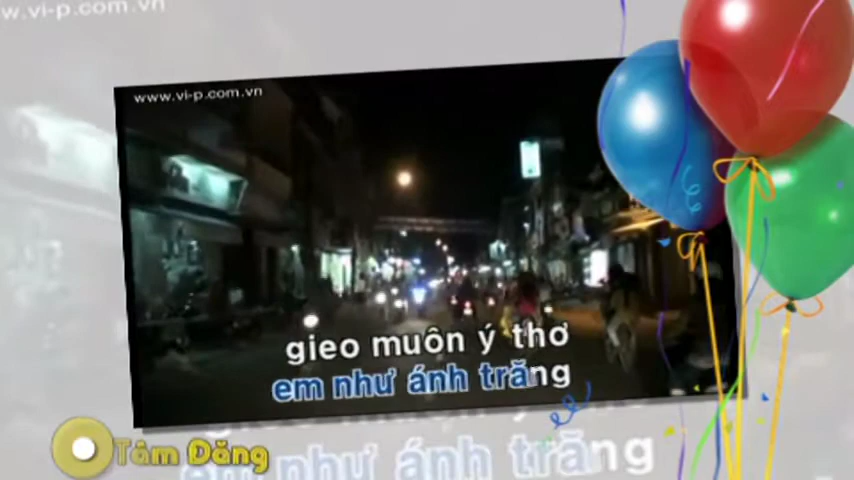 w.vi-p.com.vn
www.vi-p.com.vn
gieo muôn ý thơ
em như ánh trăng
Tâm Đăng
em như ánh trăng